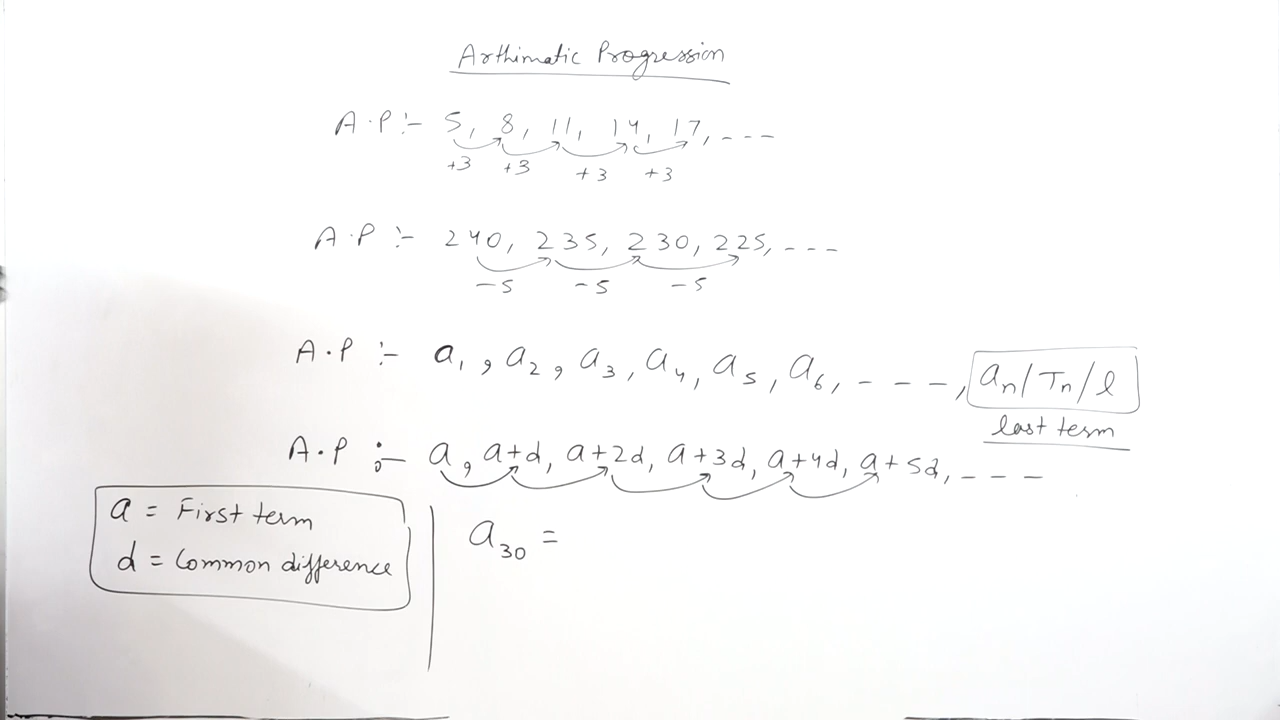 Arthimatic Progression
A.P :- 5, 8, 11, 14, 17, - - -
+3 +3 +3 +3
A.P :- 240, 235, 230, 225, - - -
-5 -5 -5
A.P :- a₁, a₂, a₃, a₄, a₅, a₆, - - - -, aₙ/Tₙ/l
last term
A.P :- a, a+d, a+2d, a+3d, a+4d, a+5d, - - -
a = First term
d = Common difference
a₃₀ =